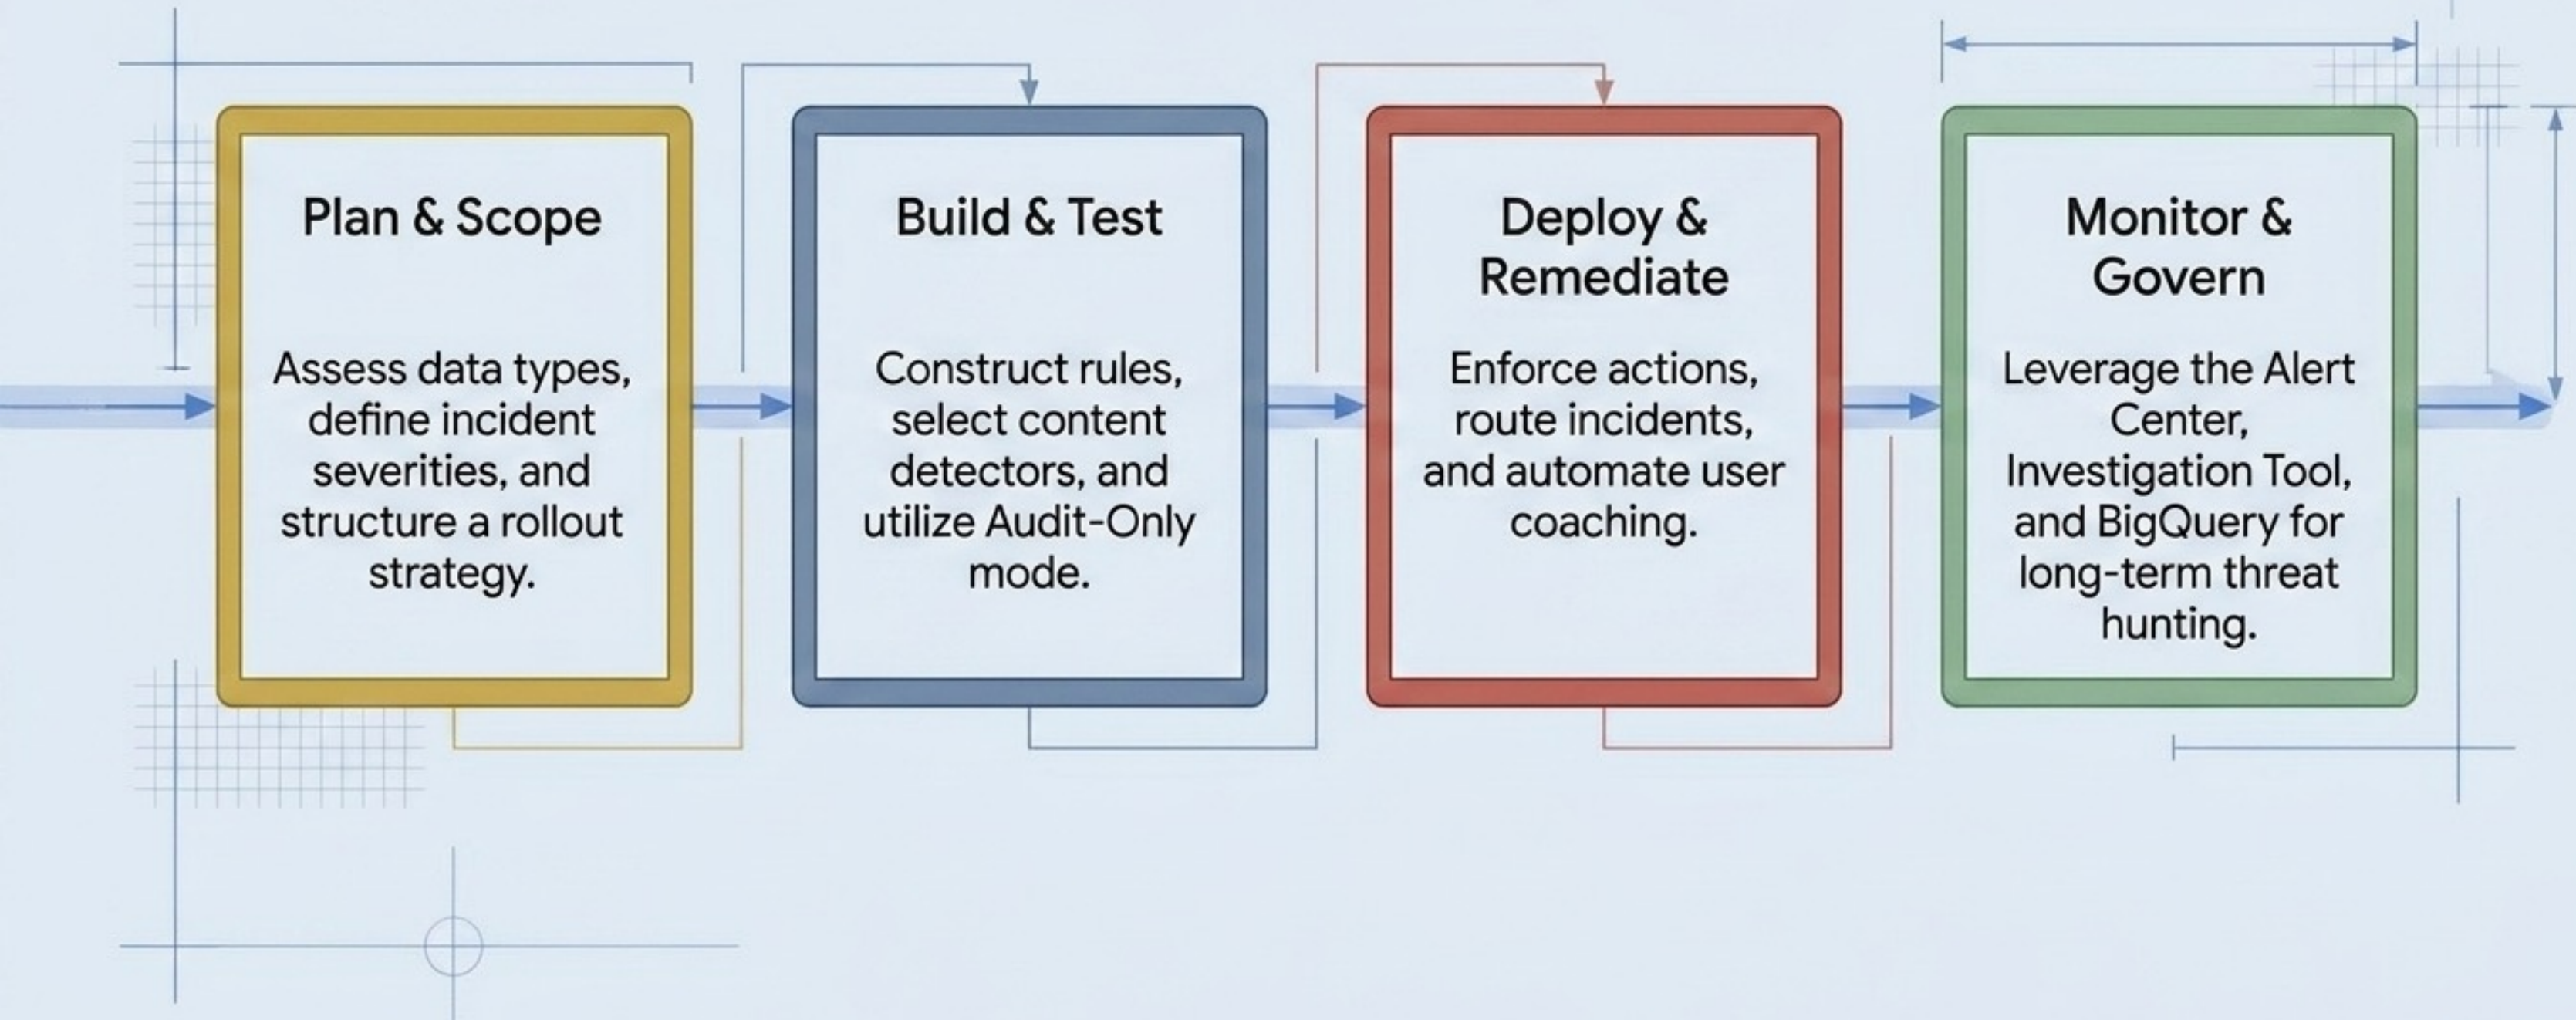 Plan & Scope
Assess data types,
define incident
severities, and
structure a rollout
strategy.
Build & Test
Construct rules,
select content
detectors, and
utilize Audit-Only
mode.
Deploy &
Remediate
Enforce actions,
route incidents,
and automate user
coaching.
Monitor &
Govern
Leverage the Alert
Center,
Investigation Tool,
and BigQuery for
long-term threat
hunting.